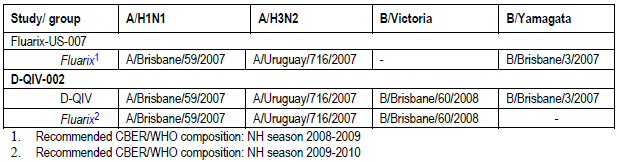 Study/ group A/H1N1 A/H3N2 B/Victoria B/Yamagata
Fluarix-US-007
Fluarix1 A/Brisbane/59/2007 A/Uruguay/716/2007 - B/Brisbane/3/2007
D-QIV-002
D-QIV A/Brisbane/59/2007 A/Uruguay/716/2007 B/Brisbane/60/2008 B/Brisbane/3/2007
Fluarix2 A/Brisbane/59/2007 A/Uruguay/716/2007 B/Brisbane/60/2008 -
1. Recommended CBER/WHO composition: NH season 2008-2009
2. Recommended CBER/WHO composition: NH season 2009-2010